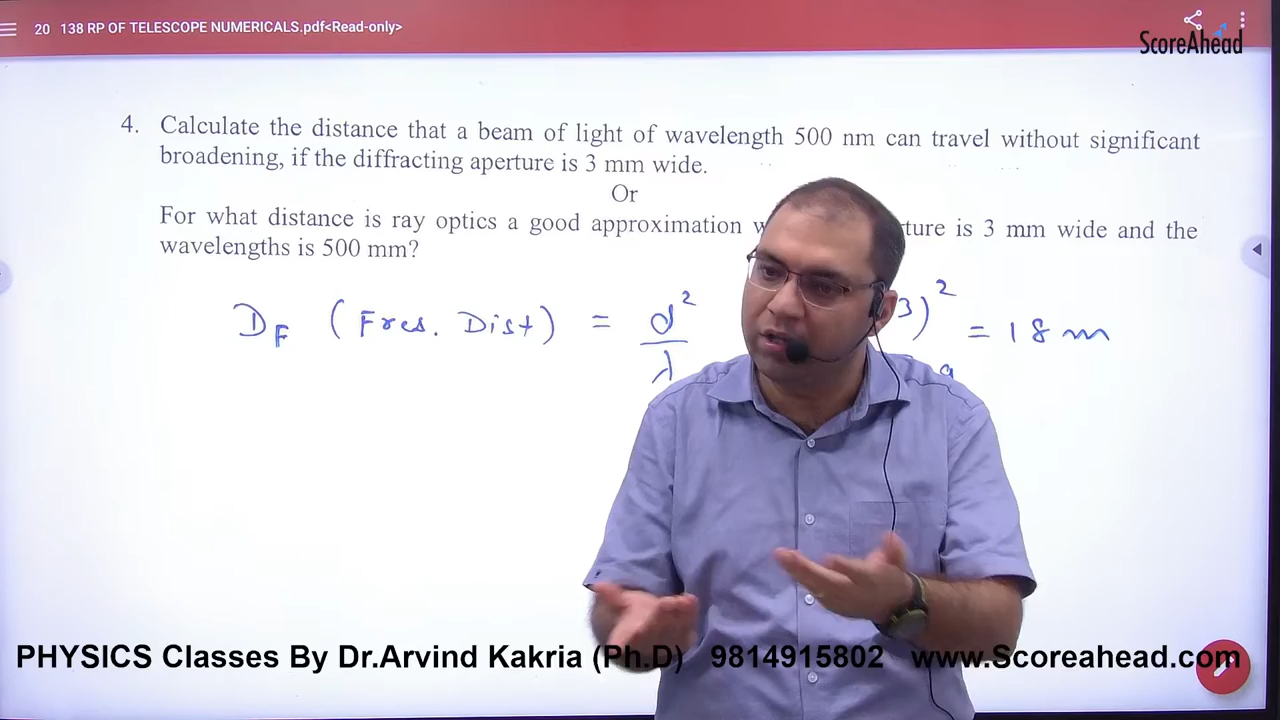 20 138 RP OF TELESCOPE NUMERICALS.pdf<Read-only>
ScoreAhead
4. Calculate the distance that a beam of light of wavelength 500 nm can travel without significant
broadening, if the diffracting aperture is 3 mm wide.
Or
For what distance is ray optics a good approximation is 3 mm wide and the
wavelengths is 500 mm?
D_F (Fres. Dist) = d²/λ 3)² = 18 m
9
PHYSICS Classes By Dr.Arvind Kakria (Ph.D) 9814915802 www.Scoreahead.com